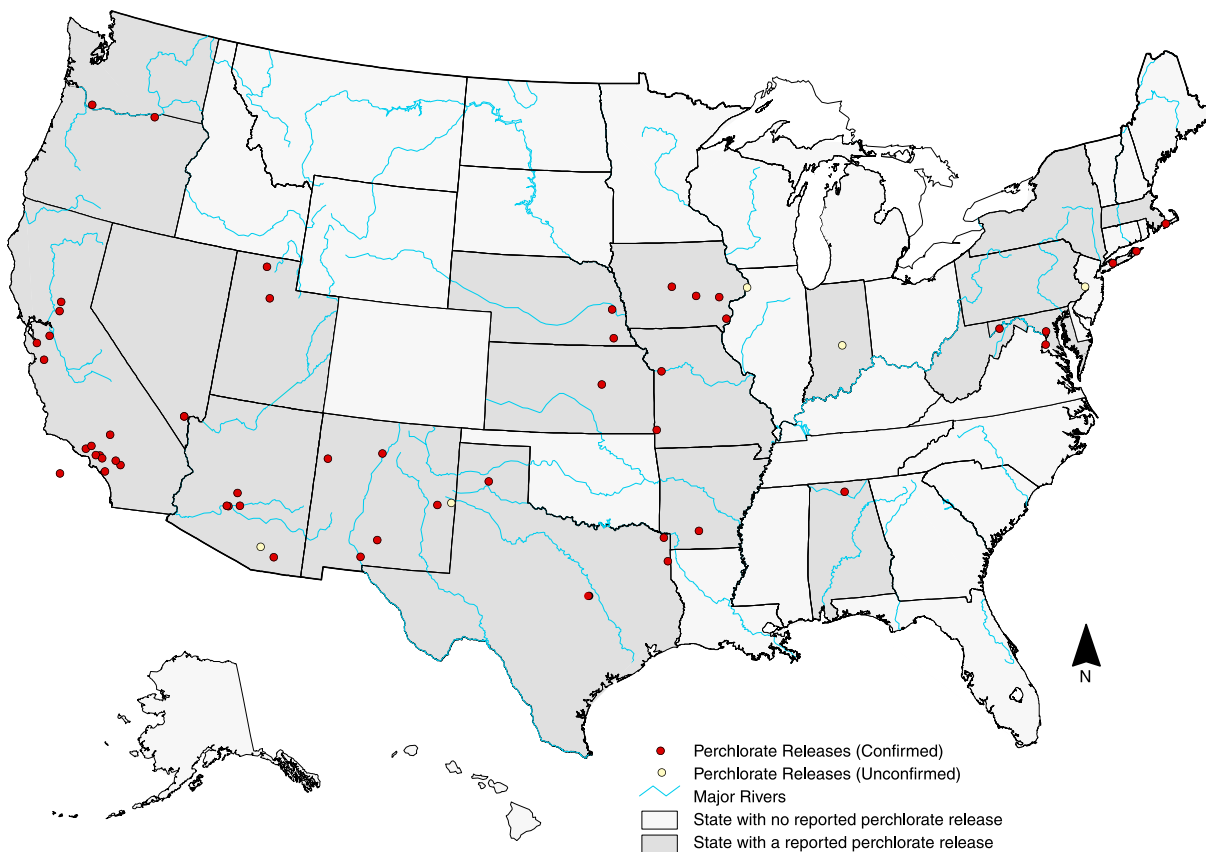 N
Perchlorate Releases (Confirmed)
Perchlorate Releases (Unconfirmed)
Major Rivers
State with no reported perchlorate release
State with a reported perchlorate release